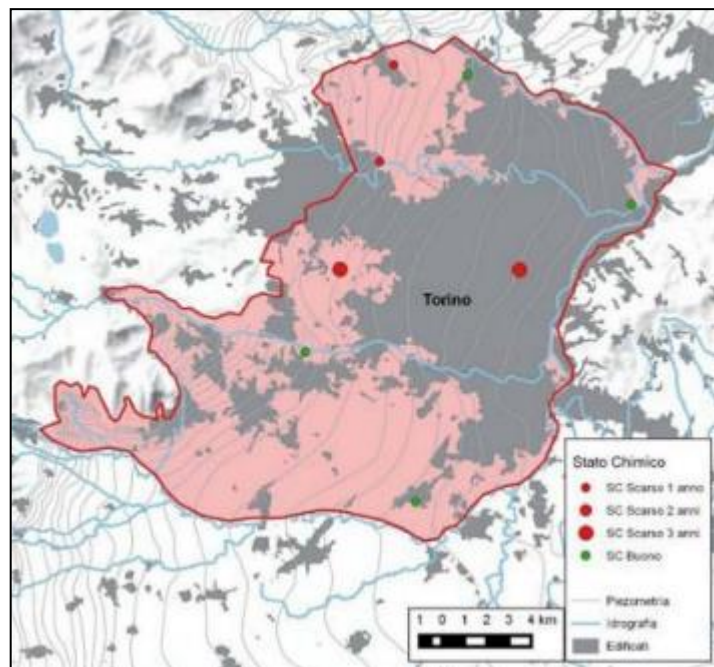 Torino
Stato Chimico
SC Scarso 1 anno
SC Scarso 2 anni
SC Scarso 3 anni
SC Buono
Piezometria
Idrografia
Edificati
1 0 1 2 3 4 km